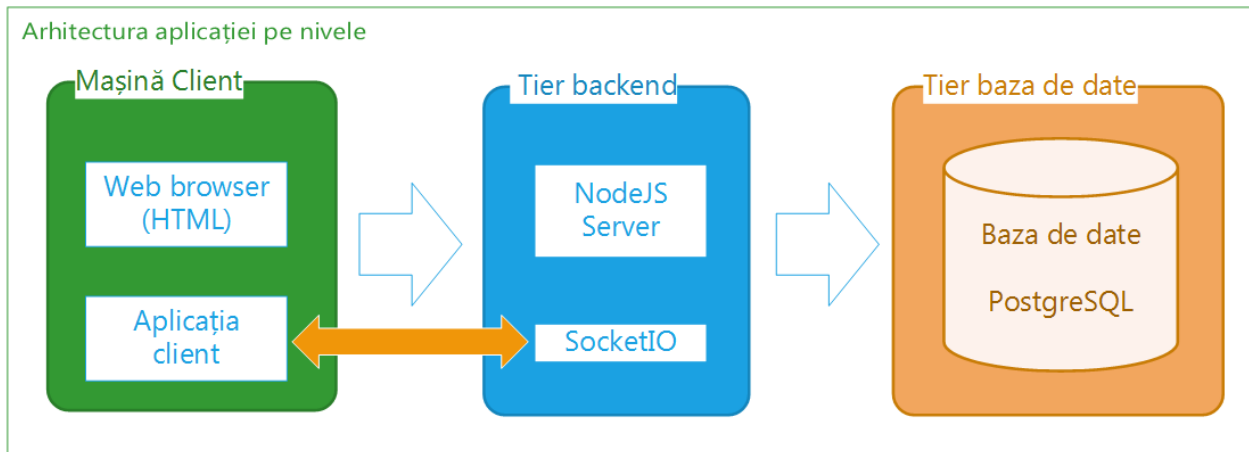 Arhitectura aplicației pe nivele
Mașină Client
Web browser
(HTML)
Aplicația
client
Tier backend
NodeJS
Server
SocketIO
Tier baza de date
Baza de date
PostgreSQL